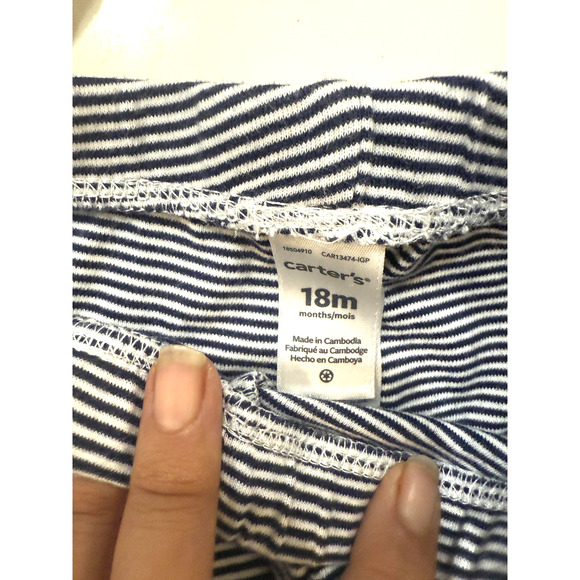 18504910 CAR13474-IGP
carter's®
18m
months/mois
Made in Cambodia
Fabriqué au Cambodge
Hecho en Camboya